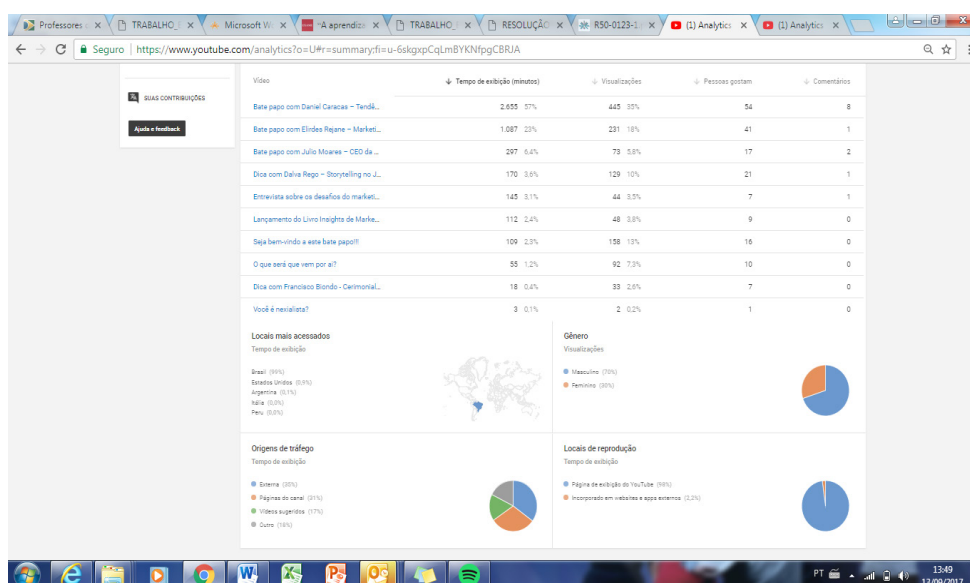 Professores
TRABALHO_
Microsoft W
"A aprendiz
TRABALHO_
RESOLUÇÃO
R50-0123-1.
(1) Analytics
(1) Analytics
Seguro https://www.youtube.com/analytics?o=U#r=summary;fi=u-6skgxpCqLmBYKNfpgCBRJA
SUAS CONTRIBUIÇÕES
Ajuda e feedback
Vídeo Tempo de exibição (minutos) Visualizações Pessoas gostam Comentários
Bate papo com Daniel Caracas – Tendê... 2.655 57% 445 35% 54 8
Bate papo com Elirdes Rejane – Marketi... 1.087 23% 231 18% 41 1
Bate papo com Julio Moares – CEO da ... 297 6,4% 73 5,8% 17 2
Dica com Dalva Rego – Storytelling no J... 170 3,6% 129 10% 21 1
Entrevista sobre os desafios do marketi... 145 3,1% 44 3,5% 7 1
Lançamento do Livro Insights de Marke... 112 2,4% 48 3,8% 9 0
Seja bem-vindo a este bate papo!!! 109 2,3% 158 13% 16 0
O que será que vem por aí? 55 1,2% 92 7,3% 10 0
Dica com Francisco Biondo - Cerimonial... 18 0,4% 33 2,6% 7 0
Você é nexialista? 3 0,1% 2 0,2% 1 0
Locais mais acessados
Tempo de exibição
Brasil (99%)
Estados Unidos (0,9%)
Argentina (0,1%)
Itália (0,0%)
Peru (0,0%)
Gênero
Visualizações
Masculino (70%)
Feminino (30%)
Origens de tráfego
Tempo de exibição
Externa (35%)
Páginas do canal (31%)
Vídeos sugeridos (17%)
Outro (16%)
Locais de reprodução
Tempo de exibição
Página de exibição do YouTube (98%)
Incorporado em websites e apps externos (2,2%)
PT
13:49
13/09/2017